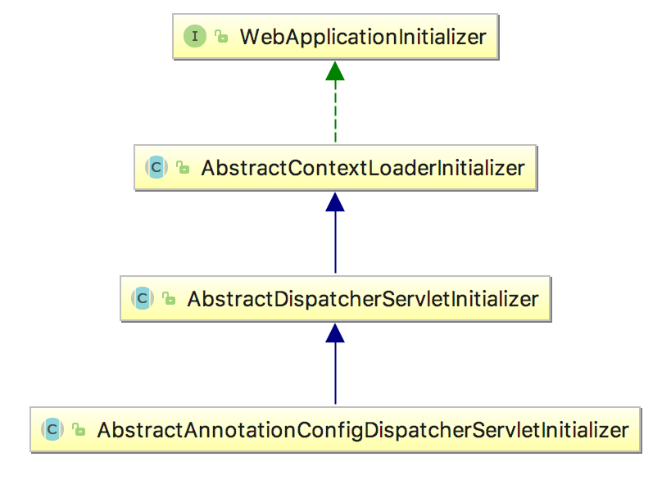 I WebApplicationInitializer
C AbstractContextLoaderInitializer
C AbstractDispatcherServletInitializer
C AbstractAnnotationConfigDispatcherServletInitializer